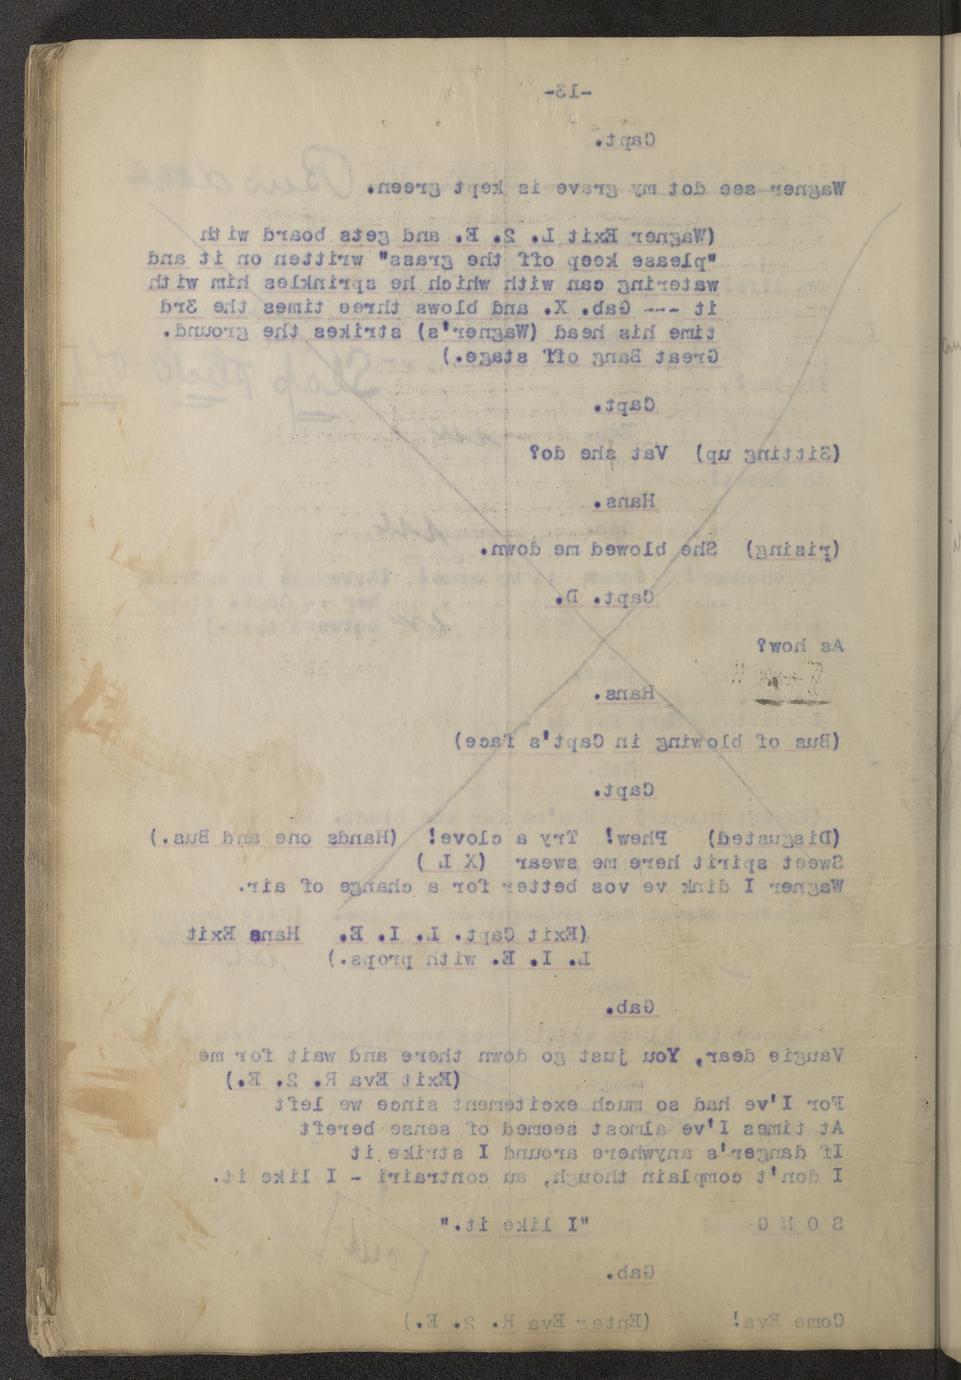 -13-
Capt.
Wagner see dot my grave is kept green.
Bus done
(Wagner Exit L. 2. E. and gets board with
"please keep off the grass" written on it and
watering can with which he sprinkles him with
it --- Gab. X. and blows three times the 3rd
time his head (Wagner's) strikes the ground.
Great Bang off stage.)
Capt.
(Sitting up) Vat she do?
Hans.
(rising) She blowed me down.
Capt. D.
As how?
Hans.
(Bus of blowing in Capt's face)
Capt.
(Disgusted) Phew! Try a clove! (Hands one and Bus.)
Sweet spirit here me swear (X L )
Wagner I dink ve vos better for a change of air.
(Exit Capt. L. I. E. Hans Exit
L. I. E. with props.)
Gab.
Vaugie dear, You just go down there and wait for me
(Exit Eva R. 2. E.)
For I've had so much excitement since we left
At times I've almost seemed of sense bereft
If danger's anywhere around I strike it
I don't complain though, au contrairi - I like it.
S O N G "I like it."
Gab.
Come Eva! (Enter Eva R. 2. E.)